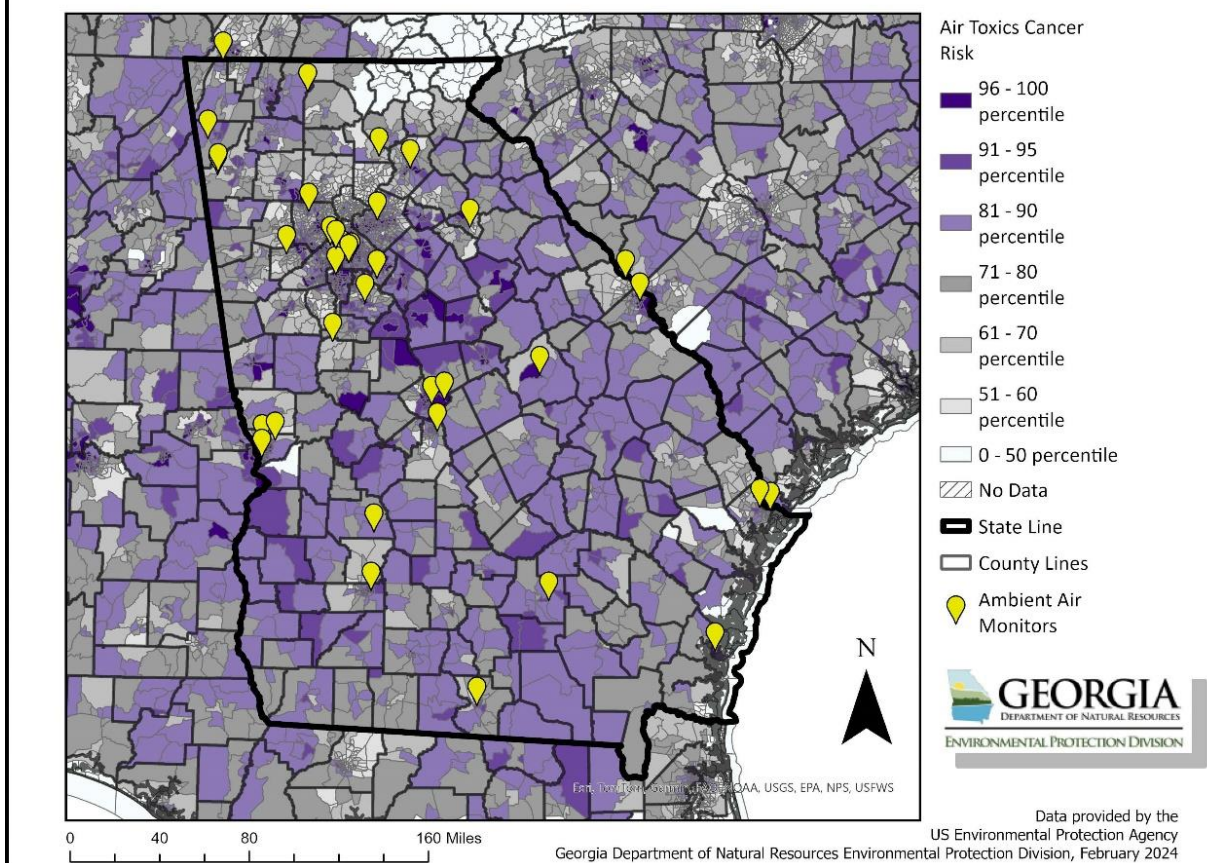 Air Toxics Cancer
Risk
96 - 100
percentile
91 - 95
percentile
81 - 90
percentile
71 - 80
percentile
61 - 70
percentile
51 - 60
percentile
0 - 50 percentile
No Data
State Line
County Lines
Ambient Air
Monitors
N
GEORGIA
DEPARTMENT OF NATURAL RESOURCES
ENVIRONMENTAL PROTECTION DIVISION
Esri, USGS, EPA, NPS, USFWS
0 80 160 Miles
Data provided by the
US Environmental Protection Agency
Georgia Department of Natural Resources Environmental Protection Division, February 2024